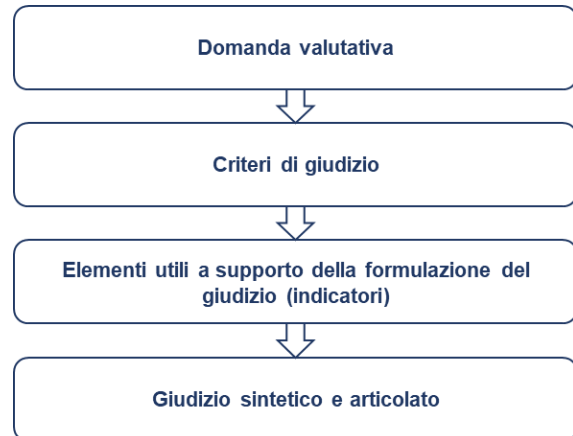 Domanda valutativa
Criteri di giudizio
Elementi utili a supporto della formulazione del
giudizio (indicatori)
Giudizio sintetico e articolato